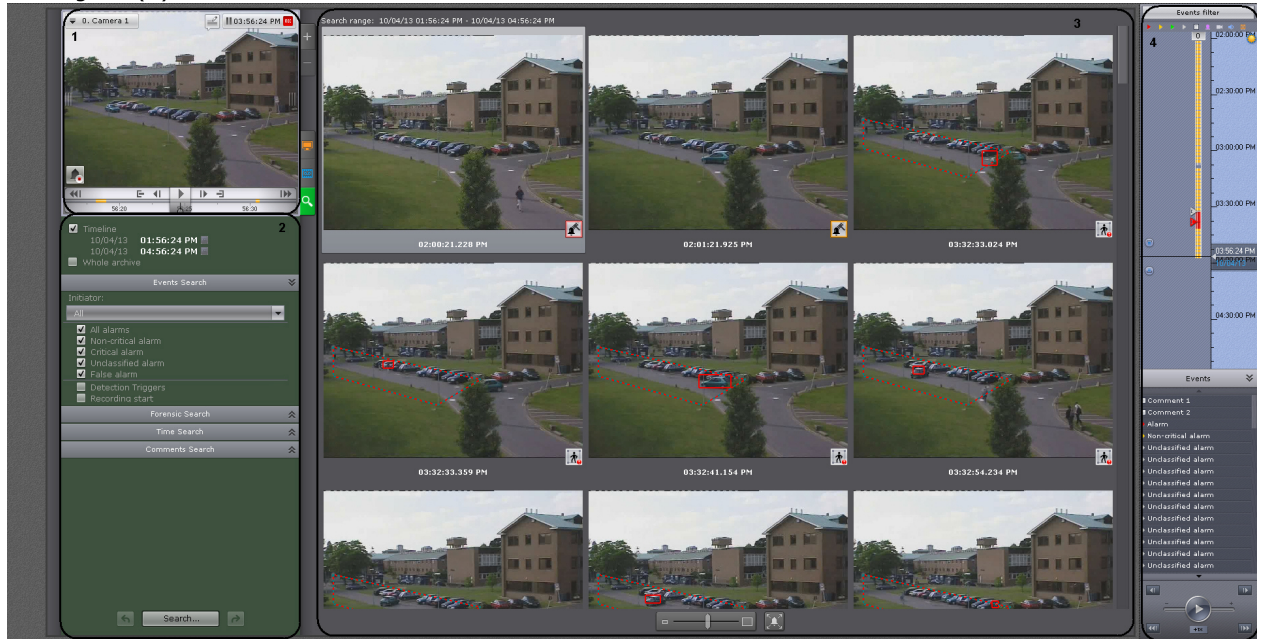 0. Camera 1
03:56:24 PM
1
56:20
56:30
2
Timeline
10/04/13 01:56:24 PM
10/04/13 04:56:24 PM
Whole archive
Events Search
Initiator:
All
All alarms
Non-critical alarm
Critical alarm
Unclassified alarm
False alarm
Detection Triggers
Recording start
Forensic Search
Time Search
Comments Search
Search...
Search range: 10/04/13 01:56:24 PM - 10/04/13 04:56:24 PM
3
02:00:21.228 PM
02:01:21.925 PM
03:32:33.024 PM
03:32:33.359 PM
03:32:41.154 PM
03:32:54.234 PM
Events filter
4
0
02:00:00 PM
02:30:00 PM
03:00:00 PM
03:30:00 PM
03:56:24 PM
04:30:00 PM
Events
Comment 1
Comment 2
Alarm
Non-critical alarm
Unclassified alarm
Unclassified alarm
Unclassified alarm
Unclassified alarm
Unclassified alarm
Unclassified alarm
Unclassified alarm
Unclassified alarm
Unclassified alarm
Unclassified alarm
Unclassified alarm